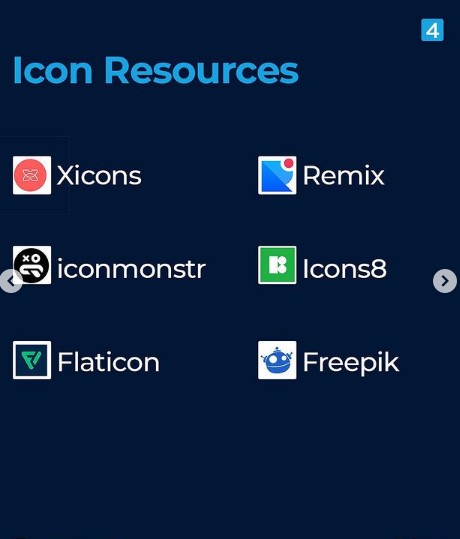 4
Icon Resources
Xicons
Remix
iconmonstr
Icons8
Flaticon
Freepik